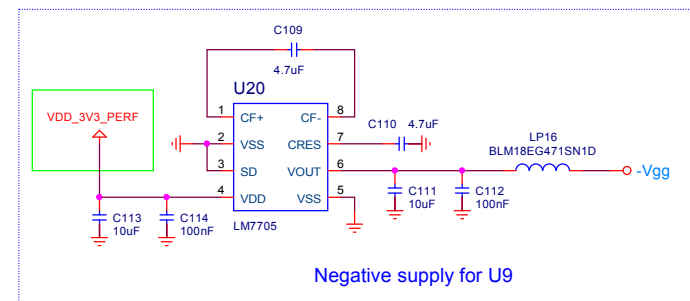 C109
4.7uF
U20
VDD_3V3_PERF
1 CF+ CF- 8
2 VSS CRES 7
3 SD VOUT 6
4 VDD VSS 5
LM7705
C110 4.7uF
LP16
BLM18EG471SN1D
-Vgg
C111
10uF
C112
100nF
C113
10uF
C114
100nF
Negative supply for U9